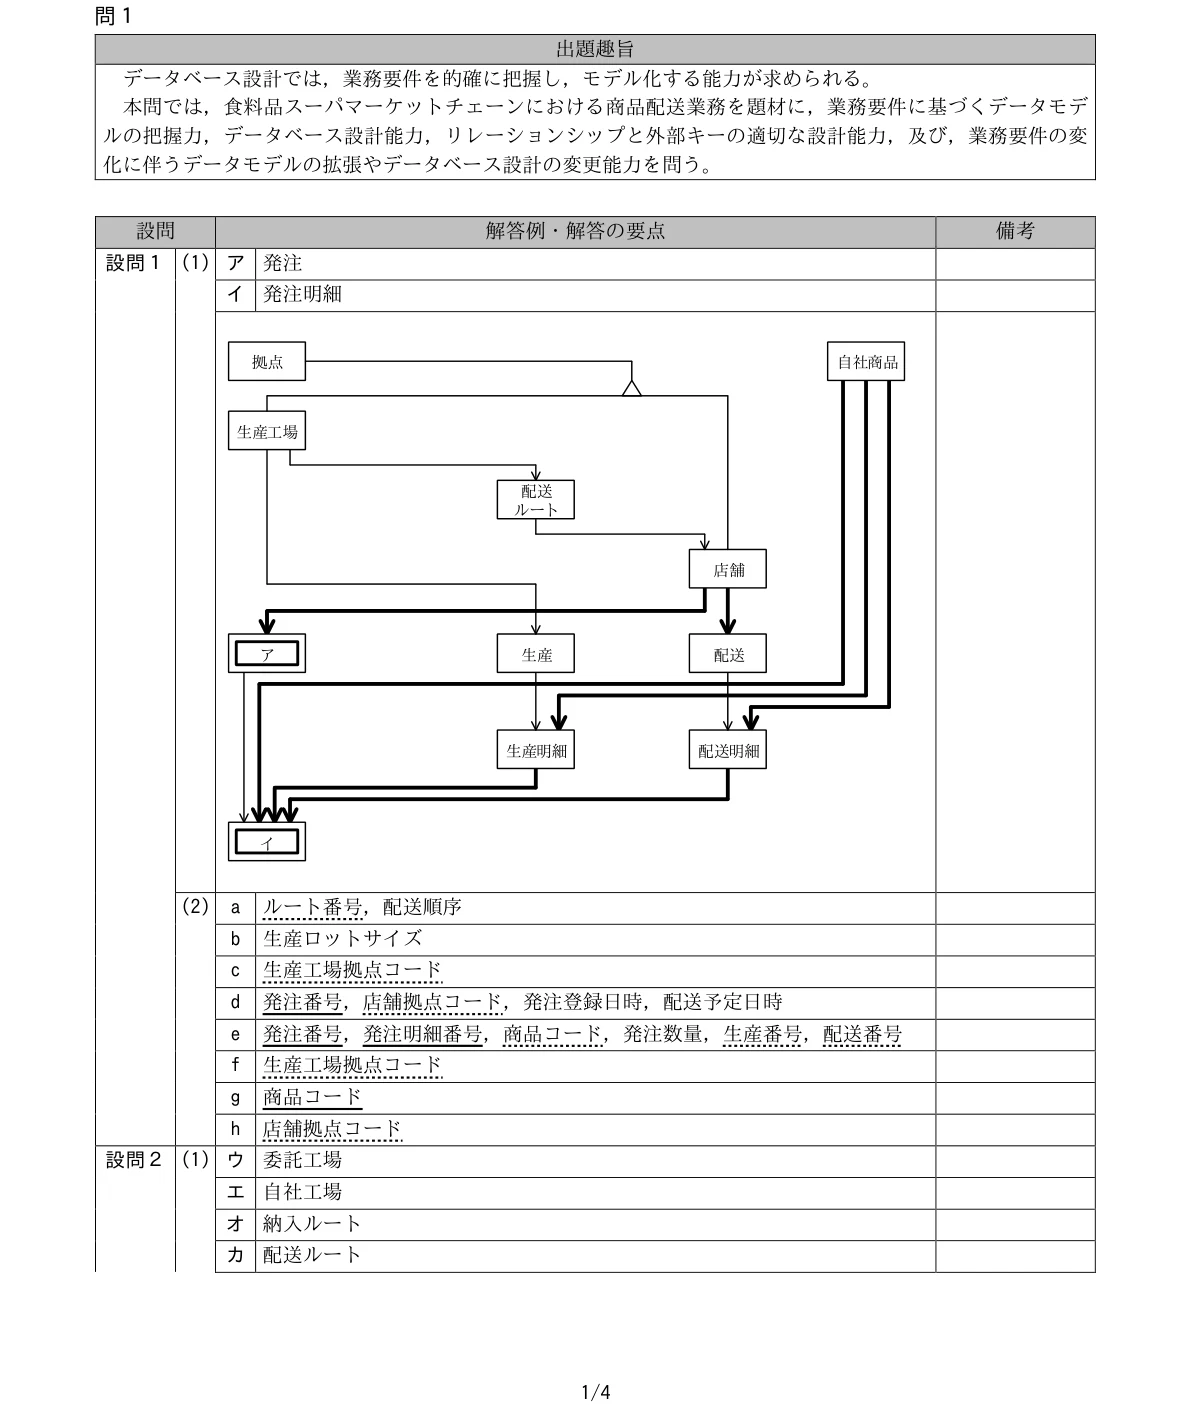 問1
出題趣旨
データベース設計では，業務要件を的確に把握し，モデル化する能力が求められる。
本問では，食料品スーパマーケットチェーンにおける商品配送業務を題材に，業務要件に基づくデータモデ
ルの把握力，データベース設計能力，リレーションシップと外部キーの適切な設計能力，及び，業務要件の変
化に伴うデータモデルの拡張やデータベース設計の変更能力を問う。
設問 解答例・解答の要点 備考
設問1 (1) ア 発注
イ 発注明細
拠点 自社商品
生産工場
配送
ルート
店舗
ア 生産 配送
生産明細 配送明細
イ
(2) a ルート番号，配送順序
b 生産ロットサイズ
c 生産工場拠点コード
d 発注番号，店舗拠点コード，発注登録日時，配送予定日時
e 発注番号，発注明細番号，商品コード，発注数量，生産番号，配送番号
f 生産工場拠点コード
g 商品コード
h 店舗拠点コード
設問2 (1) ウ 委託工場
エ 自社工場
オ 納入ルート
カ 配送ルート
1/4